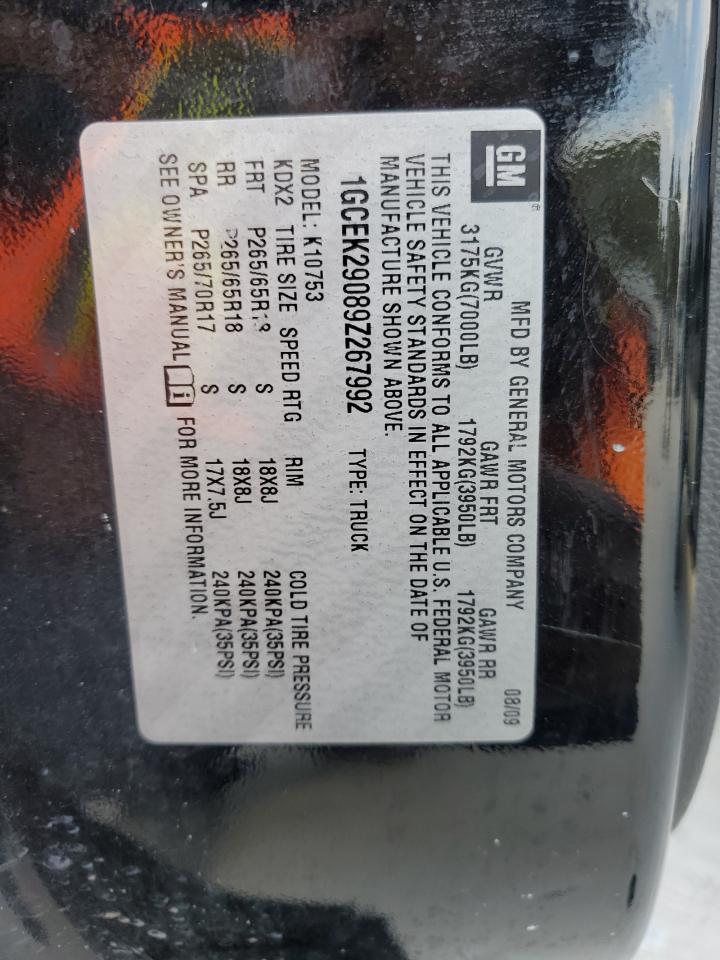 GM
MFD BY GENERAL MOTORS COMPANY 08/09
GVWR GAWR FRT GAWR RR
3175KG(7000LB) 1792KG(3950LB) 1792KG(3950LB)
THIS VEHICLE CONFORMS TO ALL APPLICABLE U.S. FEDERAL MOTOR
VEHICLE SAFETY STANDARDS IN EFFECT ON THE DATE OF
MANUFACTURE SHOWN ABOVE.
1GCEK29089Z267992 TYPE: TRUCK
MODEL: K10753
KDX2 TIRE SIZE SPEED RTG RIM COLD TIRE PRESSURE
FRT P265/65R18 S 18X8J 240KPA(35PSI)
RR P265/65R18 S 18X8J 240KPA(35PSI)
SPA P265/70R17 S 17X7.5J 240KPA(35PSI)
SEE OWNER'S MANUAL FOR MORE INFORMATION.